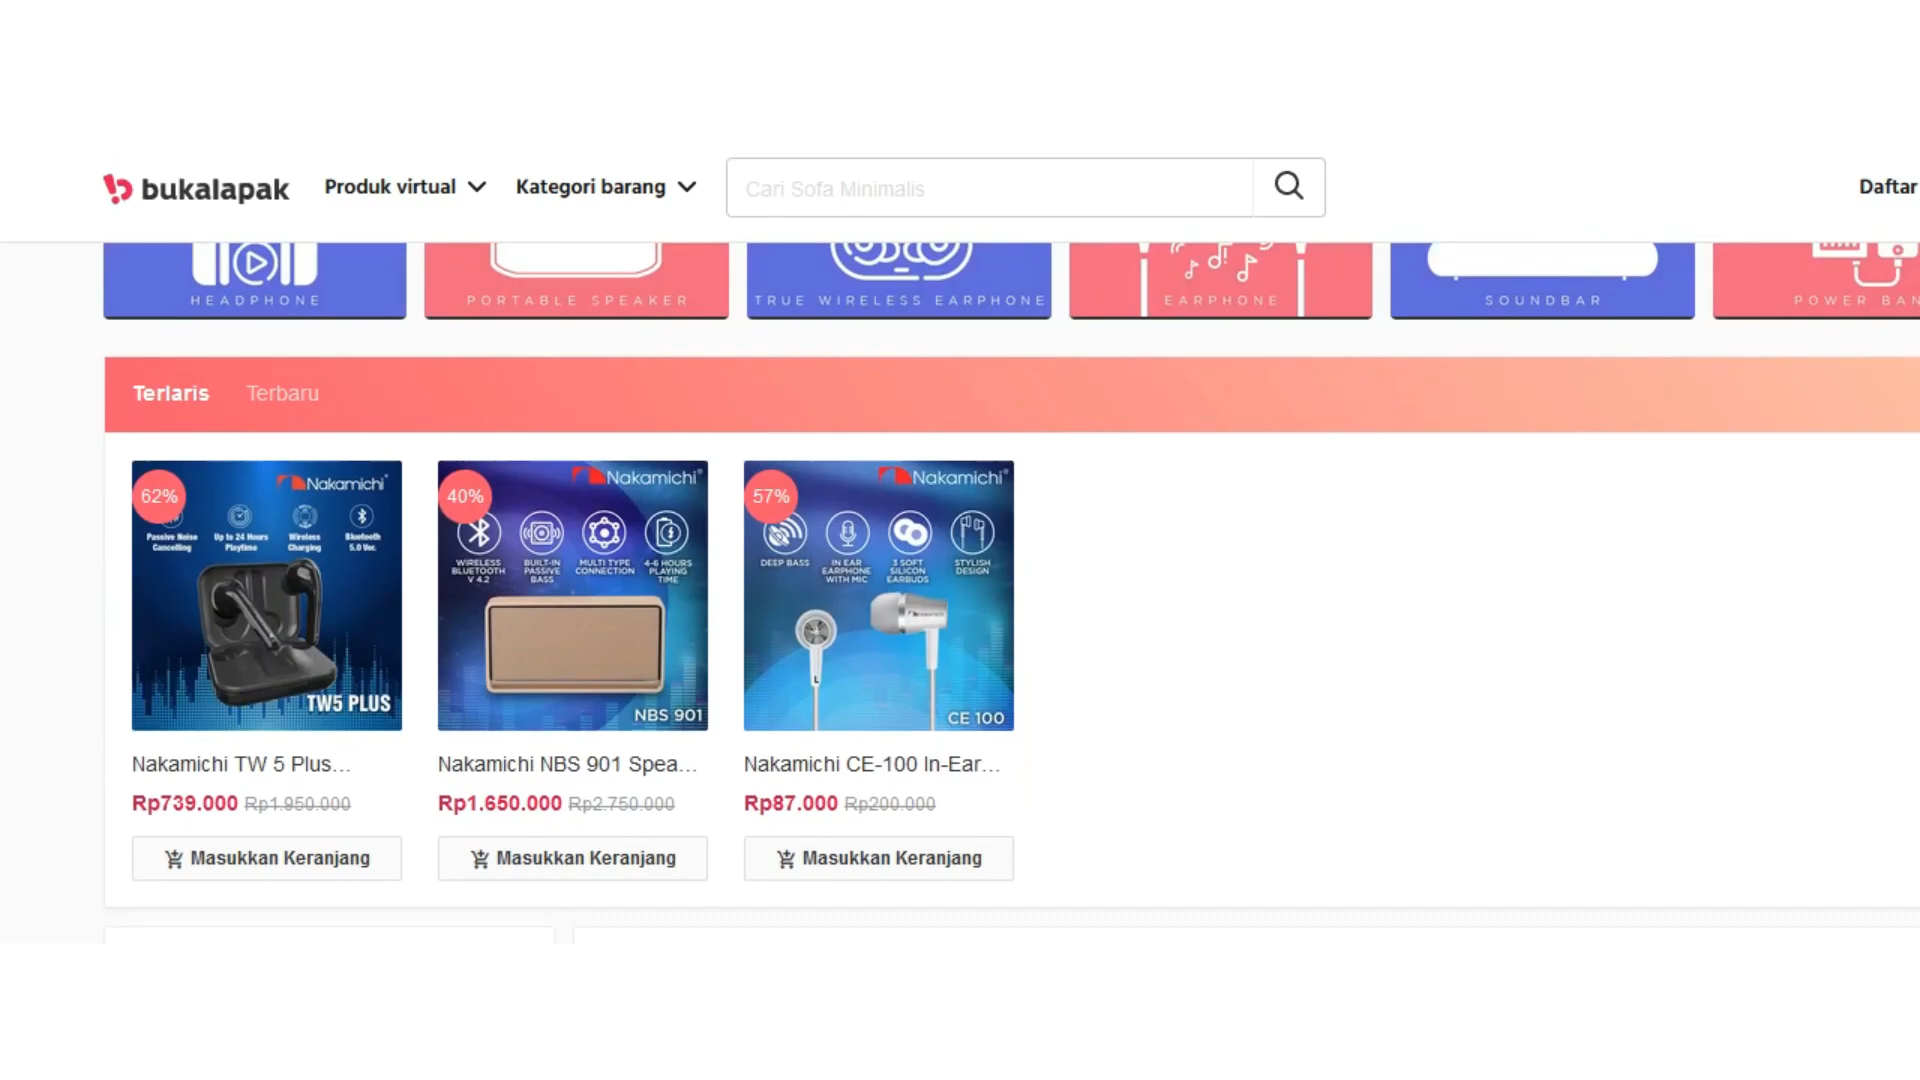 bukalapak
Produk virtual
Kategori barang
Cari Sofa Minimalis
Daftar
HEADPHONE
PORTABLE SPEAKER
TRUE WIRELESS EARPHONE
EARPHONE
SOUNDBAR
POWER BAN
Terlaris
Terbaru
62%
Nakamichi
Passive Noise
Cancelling
Up to 24 Hours
Playtime
Wireless
Charging
Bluetooth
5.0 Ver.
TW5 PLUS
40%
Nakamichi
WIRELESS
BLUETOOTH
V 4.2
BUILT-IN
PASSIVE
BASS
MULTI TYPE
CONNECTION
4-6 HOURS
PLAYING
TIME
NBS 901
57%
Nakamichi
DEEP BASS
IN EAR
EARPHONE
WITH MIC
3 SOFT
SILICON
EARBUDS
STYLISH
DESIGN
Nakamichi
L
CE 100
Nakamichi TW 5 Plus...
Nakamichi NBS 901 Spea...
Nakamichi CE-100 In-Ear...
Rp739.000 Rp1.950.000
Rp1.650.000 Rp2.750.000
Rp87.000 Rp200.000
Masukkan Keranjang
Masukkan Keranjang
Masukkan Keranjang